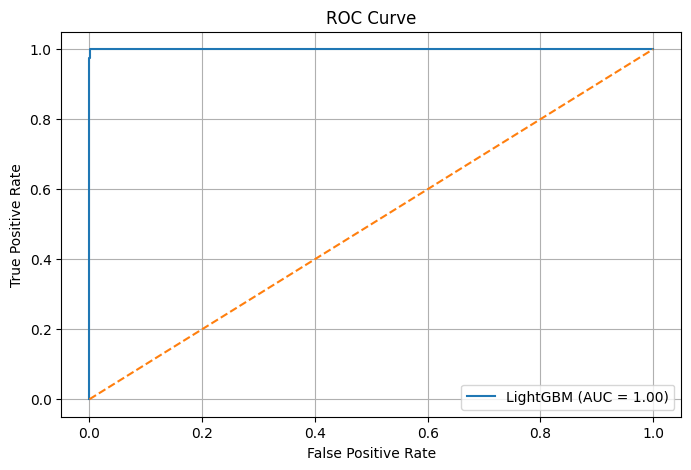 ROC Curve
1.0
0.8
0.6
0.4
0.2
0.0
True Positive Rate
LightGBM (AUC = 1.00)
0.0 0.2 0.4 0.6 0.8 1.0
False Positive Rate